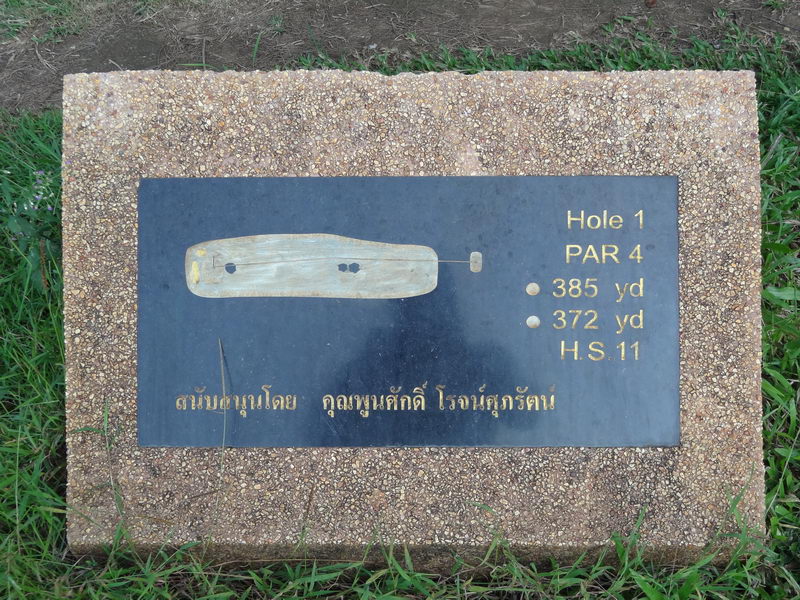 Hole 1
PAR 4
385 yd
372 yd
H.S.11
สนับสนุนโดย คุณพูนศักดิ์ โรจน์ศุภรัตน์